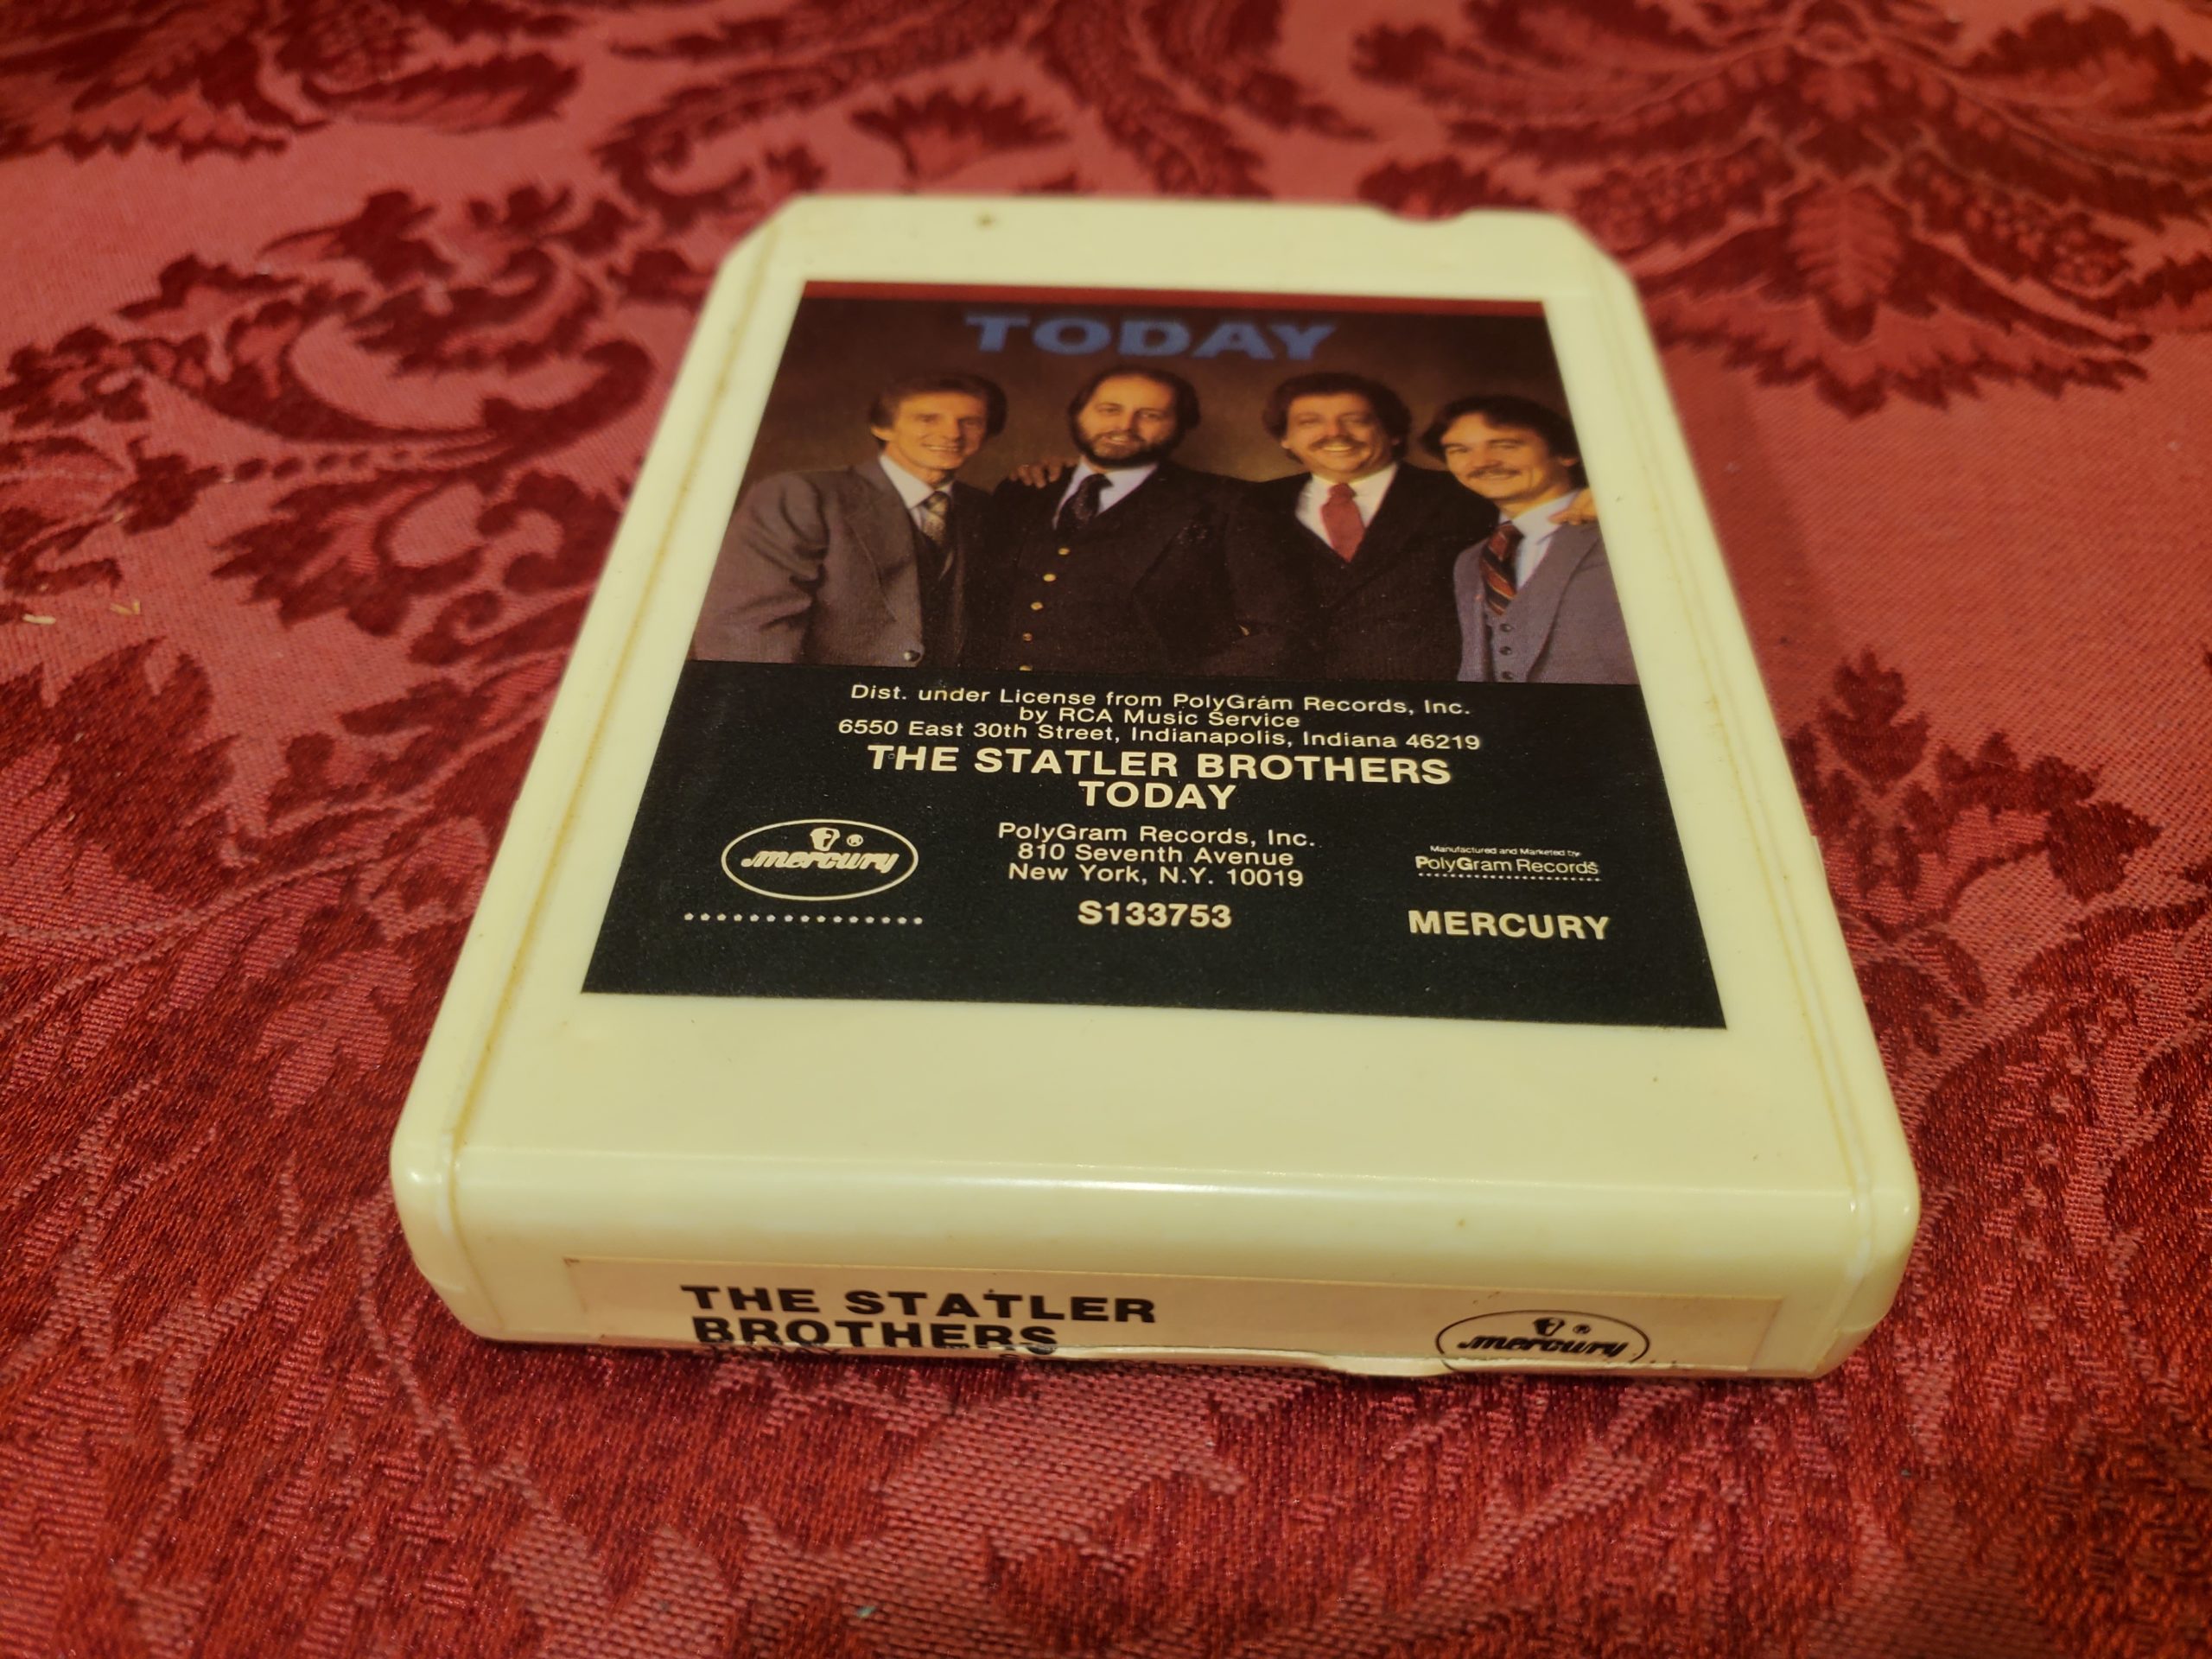 TODAY
Dist. under License from PolyGram Records, Inc.
by RCA Music Service
6550 East 30th Street, Indianapolis, Indiana 46219
THE STATLER BROTHERS
TODAY
mercury®
PolyGram Records, Inc.
810 Seventh Avenue
New York, N.Y. 10019
S133753
Manufactured and Marketed by
PolyGram Records
MERCURY
THE STATLER
BROTHERS
mercury®